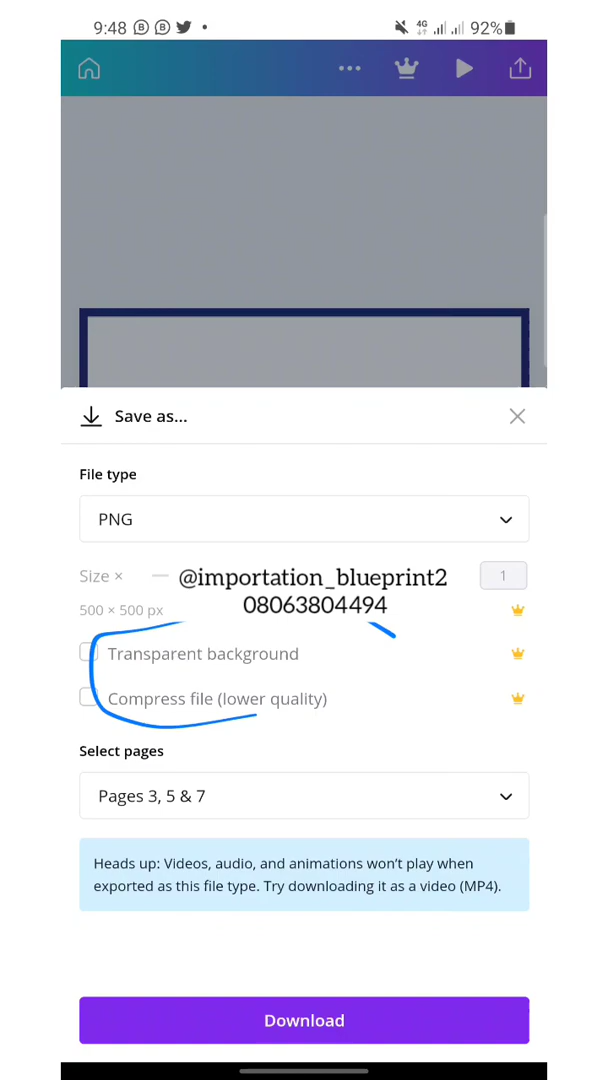 9:48
4G
92%
Save as...
File type
PNG
Size ×
1
@importation_blueprint2
500 × 500 px
08063804494
Transparent background
Compress file (lower quality)
Select pages
Pages 3, 5 & 7
Heads up: Videos, audio, and animations won’t play when
exported as this file type. Try downloading it as a video (MP4).
Download